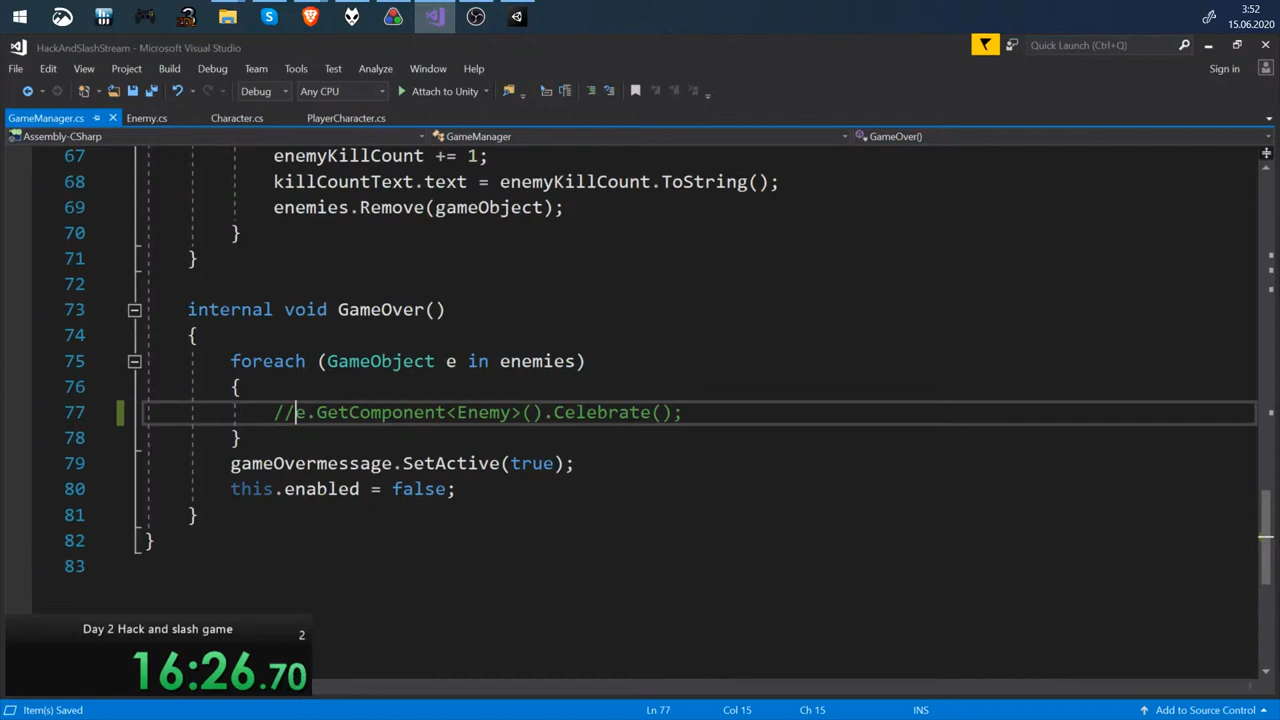 3:52
15.06.2020
HackAndSlashStream - Microsoft Visual Studio
Quick Launch (Ctrl+Q)
File Edit View Project Build Debug Team Tools Test Analyze Window Help
Sign in
Debug Any CPU Attach to Unity
GameManager.cs Enemy.cs Character.cs PlayerCharacter.cs
Assembly-CSharp GameManager GameOver()
67 enemyKillCount += 1;
68 killCountText.text = enemyKillCount.ToString();
69 enemies.Remove(gameObject);
70 }
71 }
72
73 internal void GameOver()
74 {
75 foreach (GameObject e in enemies)
76 {
77 //e.GetComponent<Enemy>().Celebrate();
78 }
79 gameOvermessage.SetActive(true);
80 this.enabled = false;
81 }
82 }
83
Day 2 Hack and slash game
2
16:26.70
Item(s) Saved Ln 77 Col 15 Ch 15 INS Add to Source Control